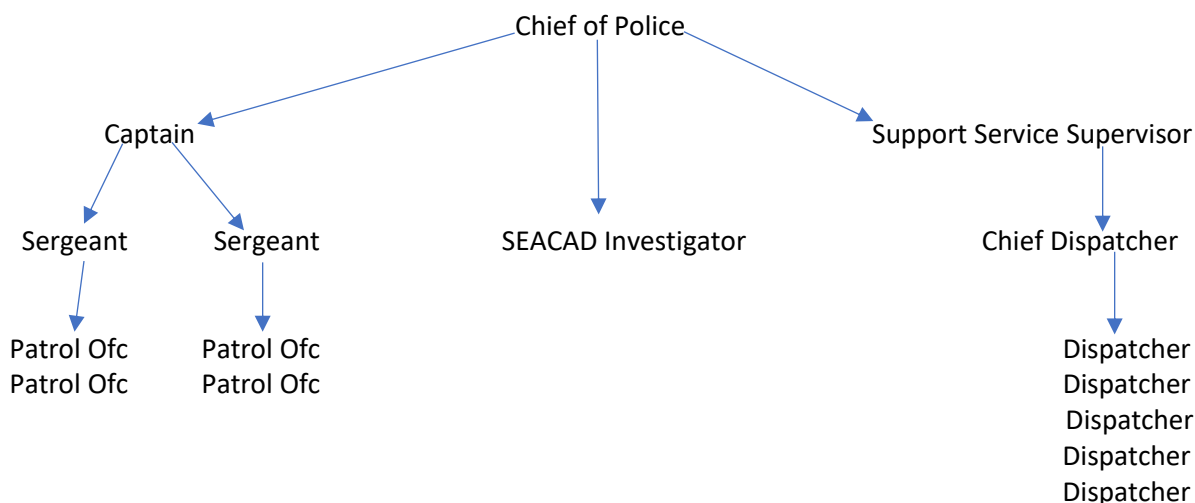 Chief of Police
Captain
Support Service Supervisor
Sergeant
Sergeant
SEACAD Investigator
Chief Dispatcher
Patrol Ofc
Patrol Ofc
Patrol Ofc
Patrol Ofc
Dispatcher
Dispatcher
Dispatcher
Dispatcher
Dispatcher